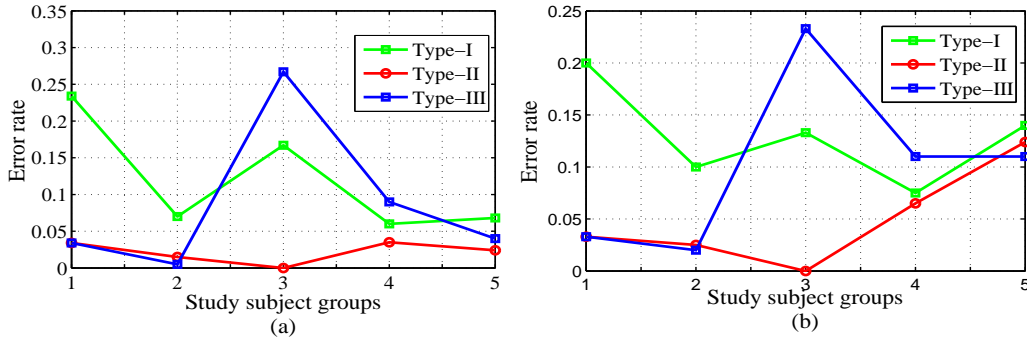 0.35
0.3
0.25
0.2
0.15
0.1
0.05
0
Error rate
Type-I
Type-II
Type-III
1 2 3 4 5
Study subject groups
(a)
0.25
0.2
0.15
0.1
0.05
0
Error rate
Type-I
Type-II
Type-III
1 2 3 4 5
Study subject groups
(b)